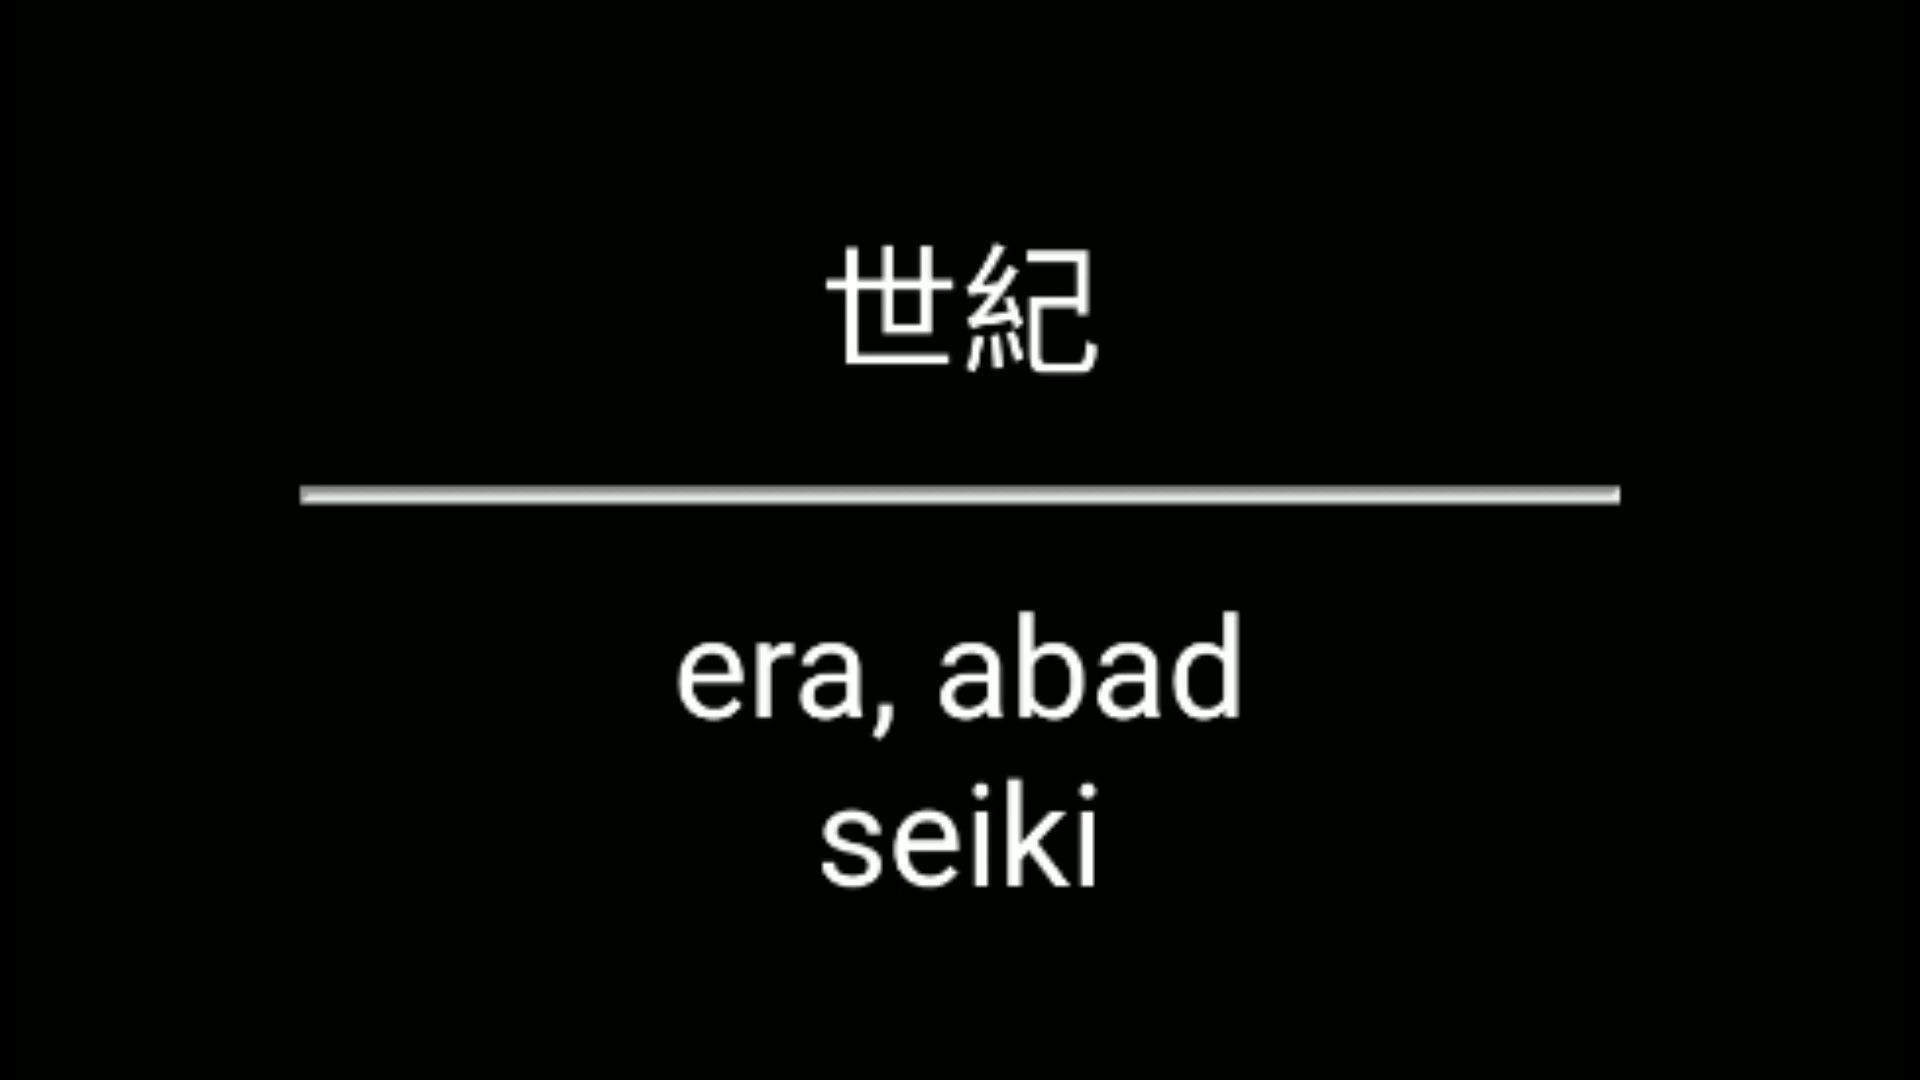 世紀
era, abad
seiki